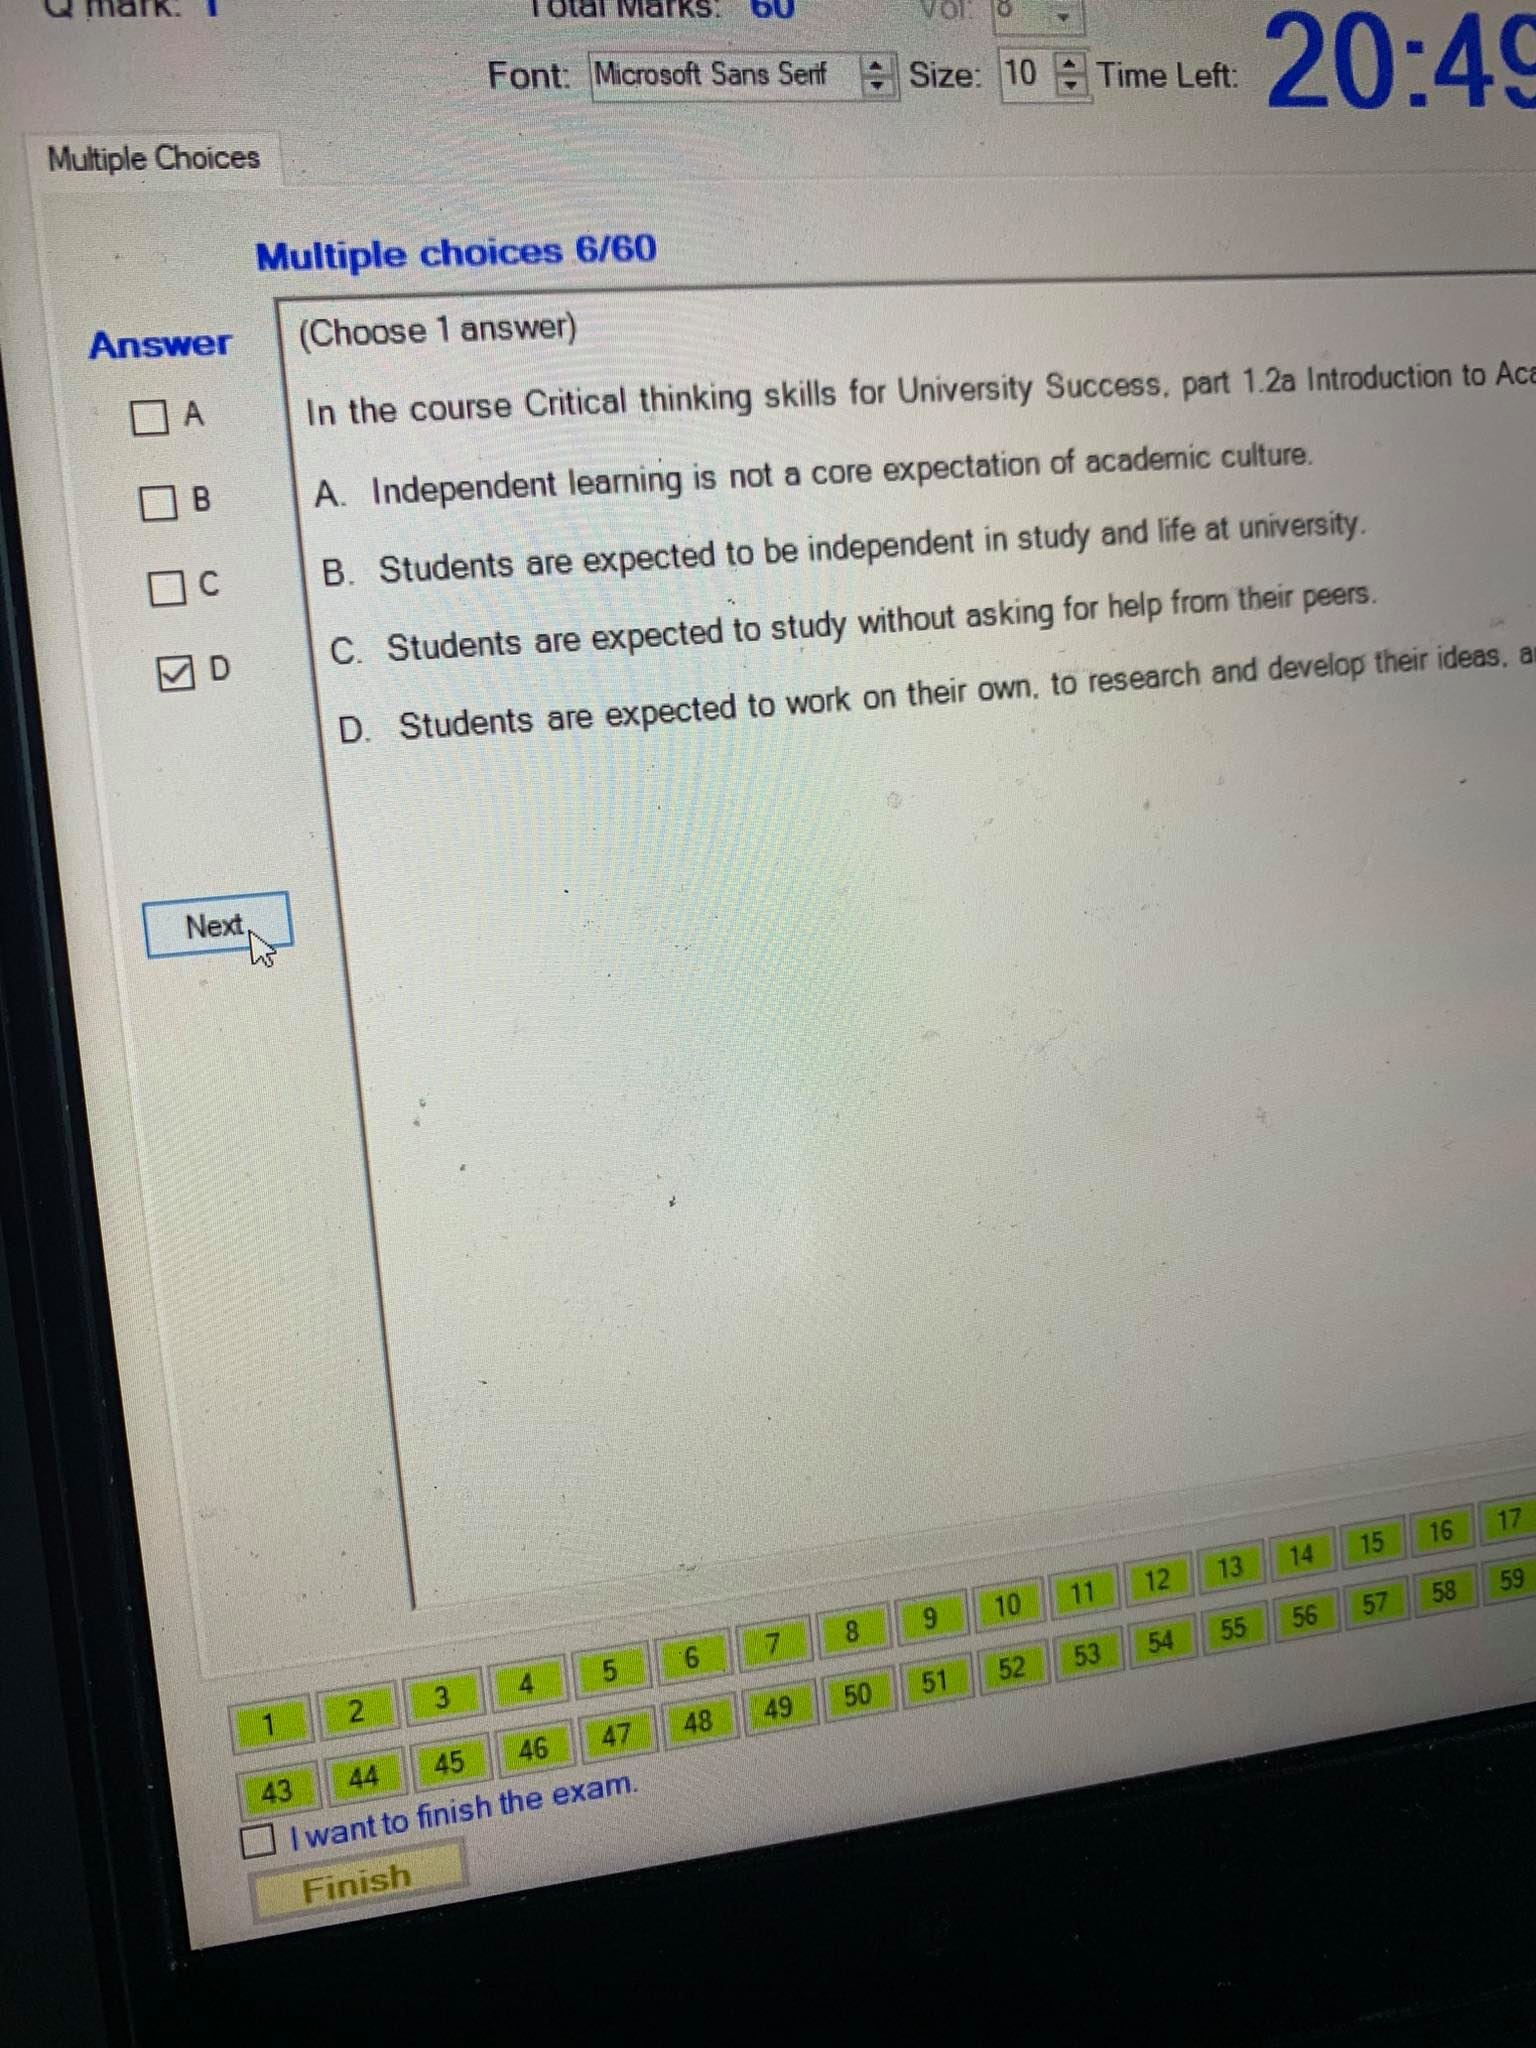 Q mark: 1 Total Marks: 60 Vol: 8
Font: Microsoft Sans Serif Size: 10 Time Left: 20:49
Multiple Choices
Multiple choices 6/60
Answer
A
B
C
D
Next
(Choose 1 answer)
In the course Critical thinking skills for University Success, part 1.2a Introduction to
A. Independent learning is not a core expectation of academic culture.
B. Students are expected to be independent in study and life at university.
C. Students are expected to study without asking for help from their peers.
D. Students are expected to work on their own, to research and develop their ideas,
1 2 3 4 5 6 7 8 9 10 11 12 13 14 15 16 17
43 44 45 46 47 48 49 50 51 52 53 54 55 56 57 58 59
I want to finish the exam.
Finish